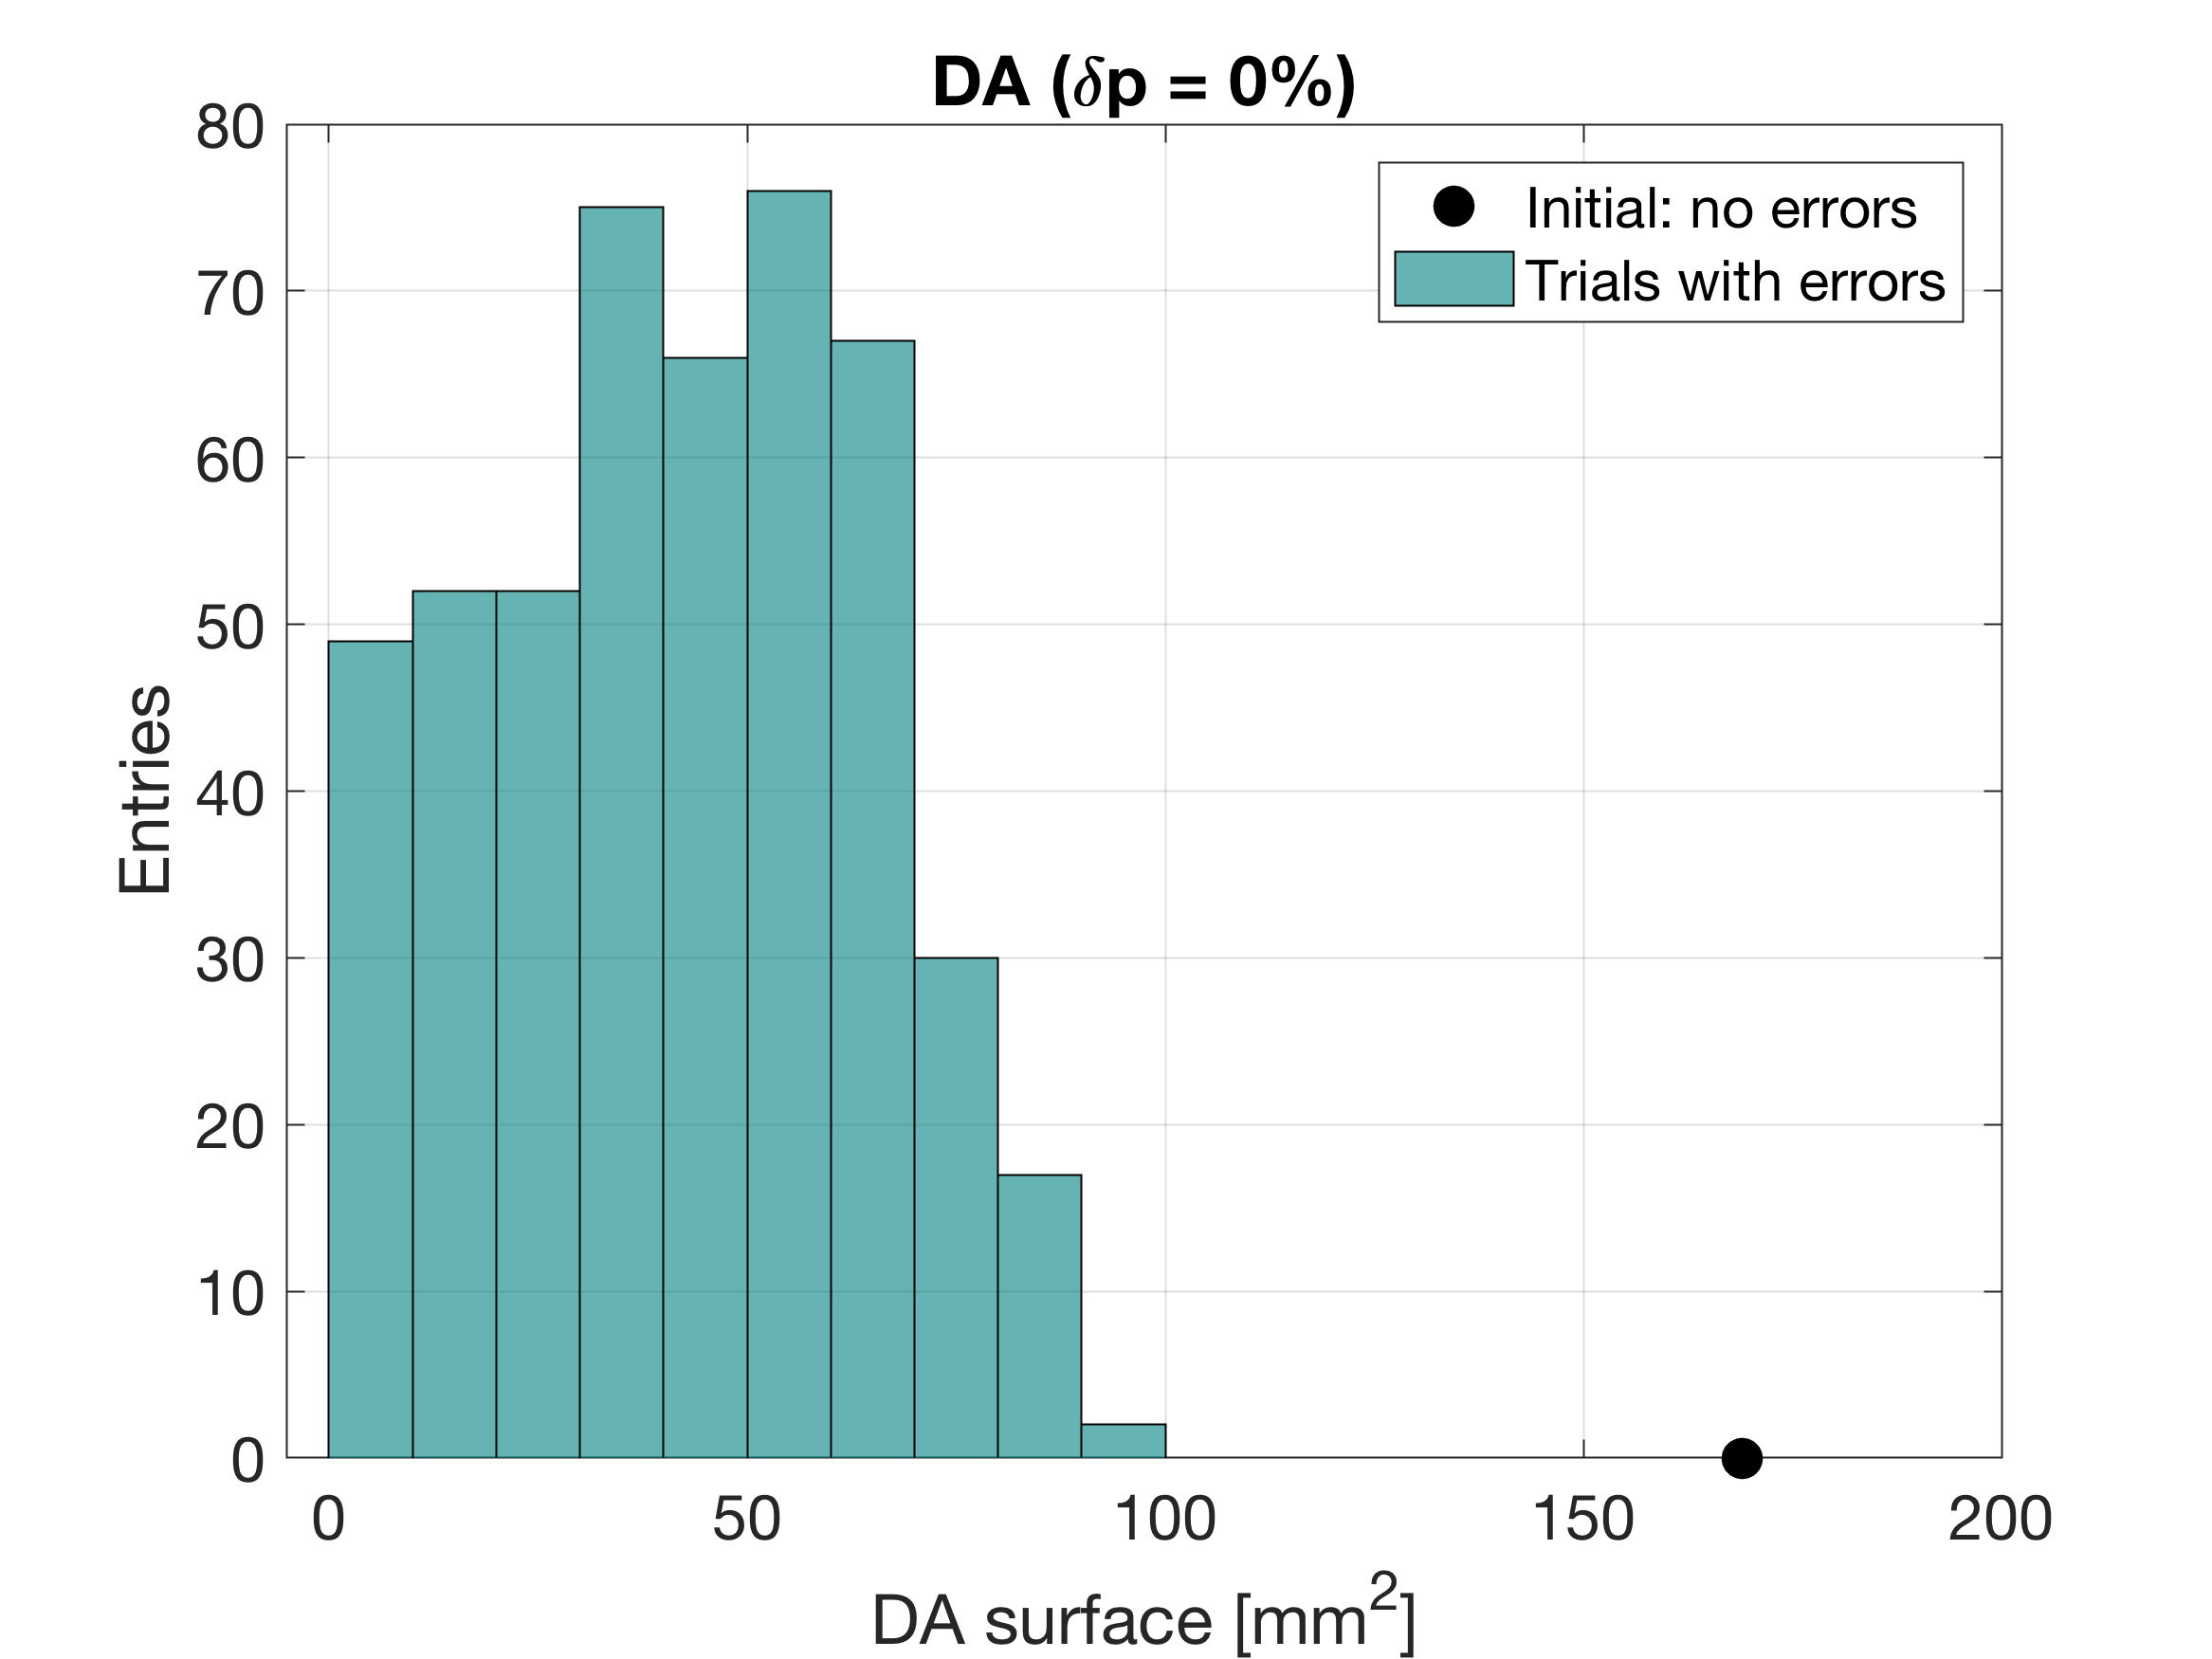 DA (δp = 0%)
80
70
60
50
40
30
20
10
0
Entries
Initial: no errors
Trials with errors
0 50 100 150 200
DA surface [mm²]